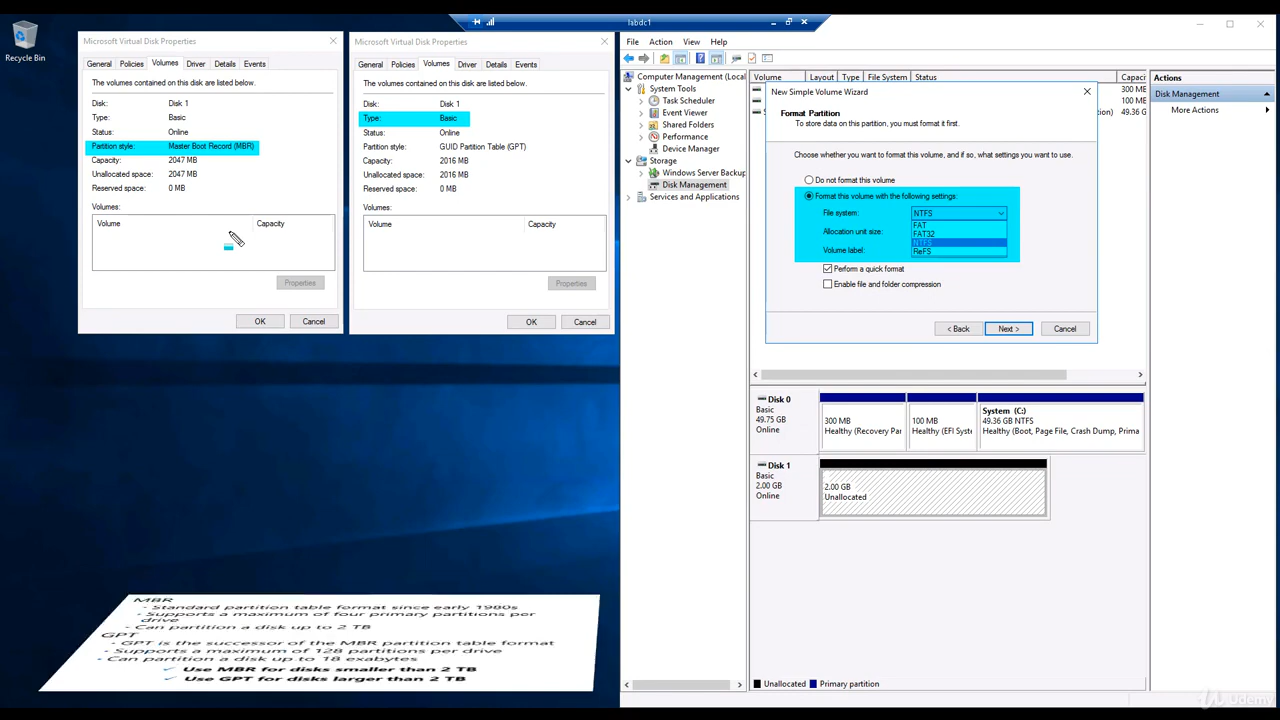 labdc1
Recycle Bin
Microsoft Virtual Disk Properties
General Policies Volumes Driver Details Events
The volumes contained on this disk are listed below.
Disk: Disk 1
Type: Basic
Status: Online
Partition style: Master Boot Record (MBR)
Capacity: 2047 MB
Unallocated space: 2047 MB
Reserved space: 0 MB
Volumes:
Volume Capacity
Properties
OK Cancel
Microsoft Virtual Disk Properties
General Policies Volumes Driver Details Events
The volumes contained on this disk are listed below.
Disk: Disk 1
Type: Basic
Status: Online
Partition style: GUID Partition Table (GPT)
Capacity: 2016 MB
Unallocated space: 2016 MB
Reserved space: 0 MB
Volumes:
Volume Capacity
Properties
OK Cancel
File Action View Help
Computer Management (Local
System Tools
Task Scheduler
Event Viewer
Shared Folders
Performance
Device Manager
Storage
Windows Server Backup
Disk Management
Services and Applications
Volume Layout Type File System Status Capaci
300 MB
100 MB
49.36 G
New Simple Volume Wizard
Format Partition
To store data on this partition, you must format it first.
Choose whether you want to format this volume, and if so, what settings you want to use.
Do not format this volume
Format this volume with the following settings:
File system: NTFS
FAT
Allocation unit size: FAT32
NTFS
Volume label: ReFS
Perform a quick format
Enable file and folder compression
< Back Next > Cancel
Actions
Disk Management
More Actions
Disk 0
Basic
49.75 GB
Online
300 MB
Healthy (Recovery Par
100 MB
Healthy (EFI Syste
System (C:)
49.36 GB NTFS
Healthy (Boot, Page File, Crash Dump, Prima
Disk 1
Basic
2.00 GB
Online
2.00 GB
Unallocated
Unallocated Primary partition
MBR
- Standard partition table format since early 1980s
- Supports a maximum of four primary partitions per
drive
- Can partition a disk up to 2 TB
GPT
- GPT is the successor of the MBR partition table format
- Supports a maximum of 128 partitions per drive
• Can partition a disk up to 18 exabytes
✓ Use MBR for disks smaller than 2 TB
✓ Use GPT for disks larger than 2 TB
Udemy